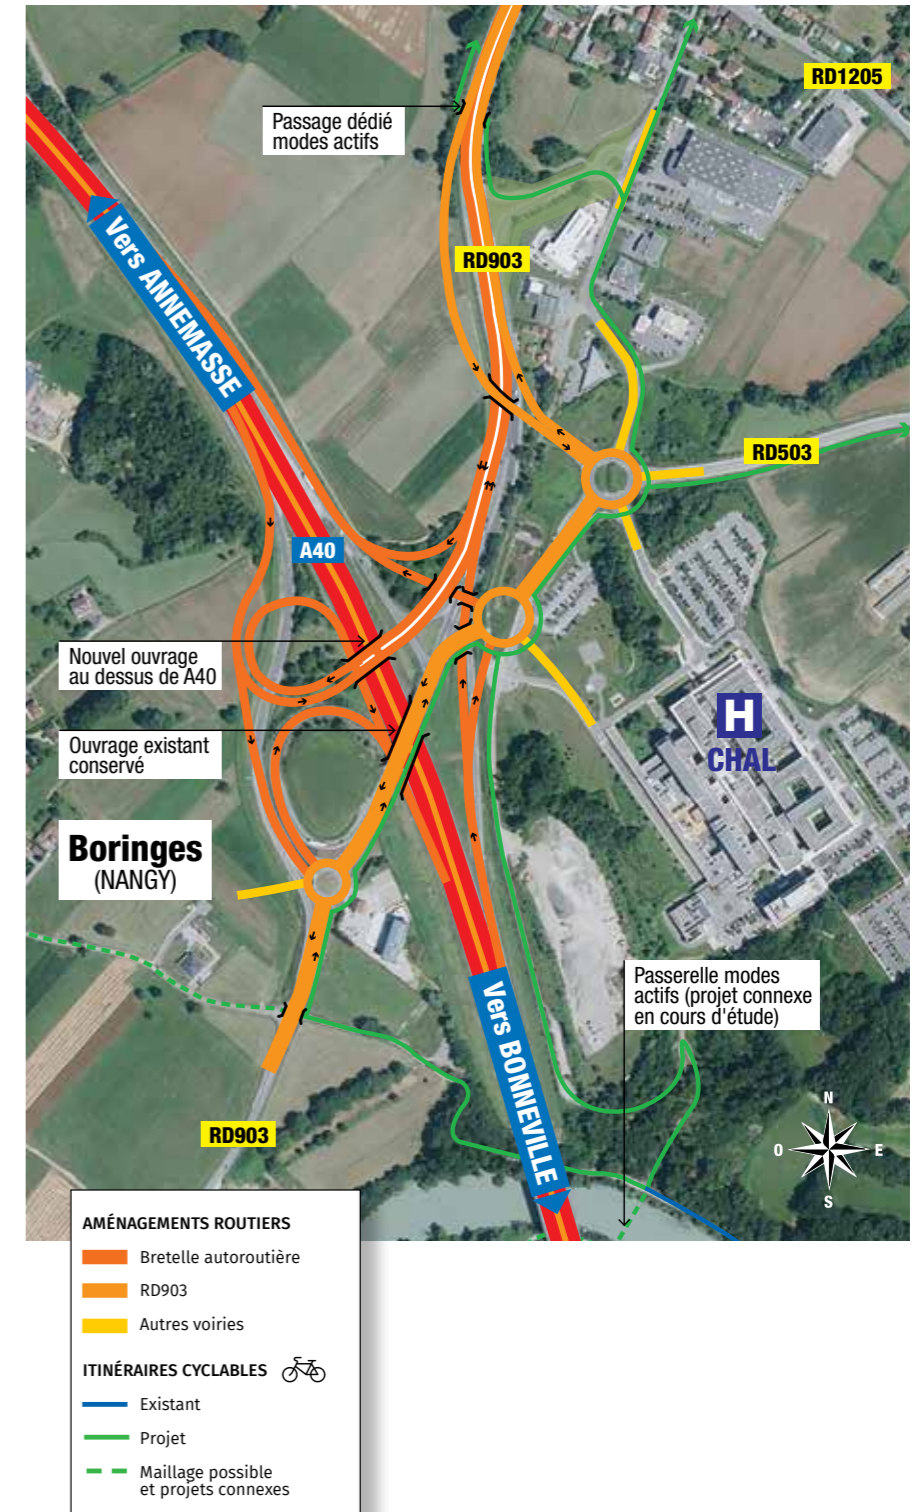 RD1205
Passage dédié
modes actifs
Vers ANNEMASSE
RD903
RD503
A40
Nouvel ouvrage
au dessus de A40
Ouvrage existant
conservé
H
CHAL
Boringes
(NANGY)
Passerelle modes
actifs (projet connexe
en cours d'étude)
Vers BONNEVILLE
N
O
E
S
RD903
AMÉNAGEMENTS ROUTIERS
Bretelle autoroutière
RD903
Autres voiries
ITINÉRAIRES CYCLABLES
Existant
Projet
Maillage possible
et projets connexes